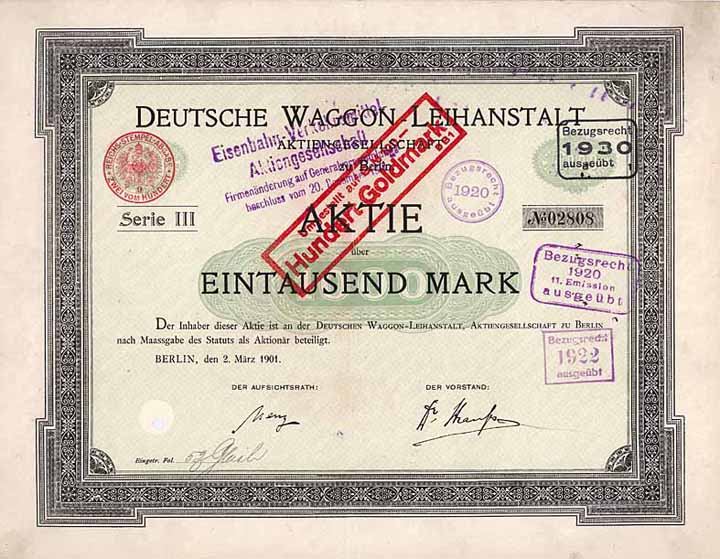 DEUTSCHE WAGGON-LEIHANSTALT
AKTIENGESELLSCHAFT
zu Berlin
Eisenbahn-Verkehrsmittel
Aktiengesellschaft
Firmenänderung auf
beschluss vom 20.
Hundert Goldmark
Bezugsrecht
1930
ausgeübt
Bezugsrecht
1920
ausgeübt
Serie III
AKTIE
№02808
über
EINTAUSEND MARK
Bezugsrecht
1920
11. Emission
ausgeübt
Der Inhaber dieser Aktie ist an der DEUTSCHEN WAGGON-LEIHANSTALT, AKTIENGESELLSCHAFT ZU BERLIN
nach Maassgabe des Statuts als Aktionär beteiligt.
BERLIN, den 2. März 1901.
Bezugsrecht
1922
ausgeübt
DER AUFSICHTSRATH:
DER VORSTAND:
Eingetr. Fol.